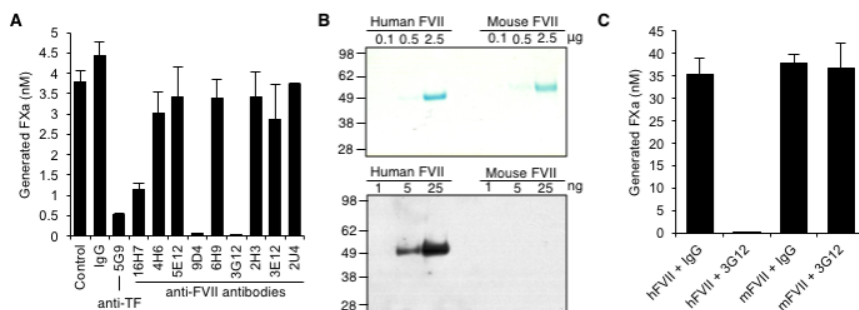 A
Generated FXa (nM)
5
4.5
4
3.5
3
2.5
2
1.5
1
0.5
0
Control
IgG
5G9
16H7
4H6
5E12
9D4
6H9
3G12
2H3
3E12
2U4
anti-TF
anti-FVII antibodies
B
Human FVII Mouse FVII
0.1 0.5 2.5 0.1 0.5 2.5 µg
98
62
49
38
28
Human FVII Mouse FVII
1 5 25 1 5 25 ng
98
62
49
38
28
C
Generated FXa (nM)
45
40
35
30
25
20
15
10
5
0
hFVII + IgG
hFVII + 3G12
mFVII + IgG
mFVII + 3G12